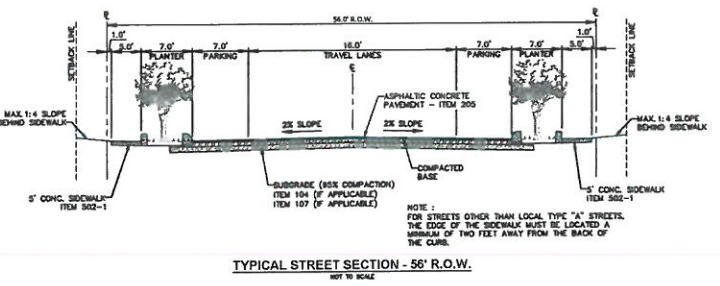 56.0' R.O.W.
1.0' 1.0'
5.0' 7.0' 7.0' 16.0' 7.0' 7.0' 5.0'
PLANTER PARKING TRAVEL LANES PARKING PLANTER
SETBACK LINE
SETBACK LINE
ASPHALTIC CONCRETE
PAVEMENT - ITEM 205
MAX. 1:4 SLOPE
BEHIND SIDEWALK
2% SLOPE 2% SLOPE
MAX. 1:4 SLOPE
BEHIND SIDEWALK
COMPACTED
BASE
SUBGRADE (95% COMPACTION)
ITEM 104 (IF APPLICABLE)
ITEM 107 (IF APPLICABLE)
5' CONC. SIDEWALK
ITEM 502-1
5' CONC. SIDEWALK
ITEM 502-1
NOTE :
FOR STREETS OTHER THAN LOCAL TYPE "A" STREETS,
THE EDGE OF THE SIDEWALK MUST BE LOCATED A
MINIMUM OF TWO FEET AWAY FROM THE BACK OF
THE CURB.
TYPICAL STREET SECTION - 56' R.O.W.
NOT TO SCALE